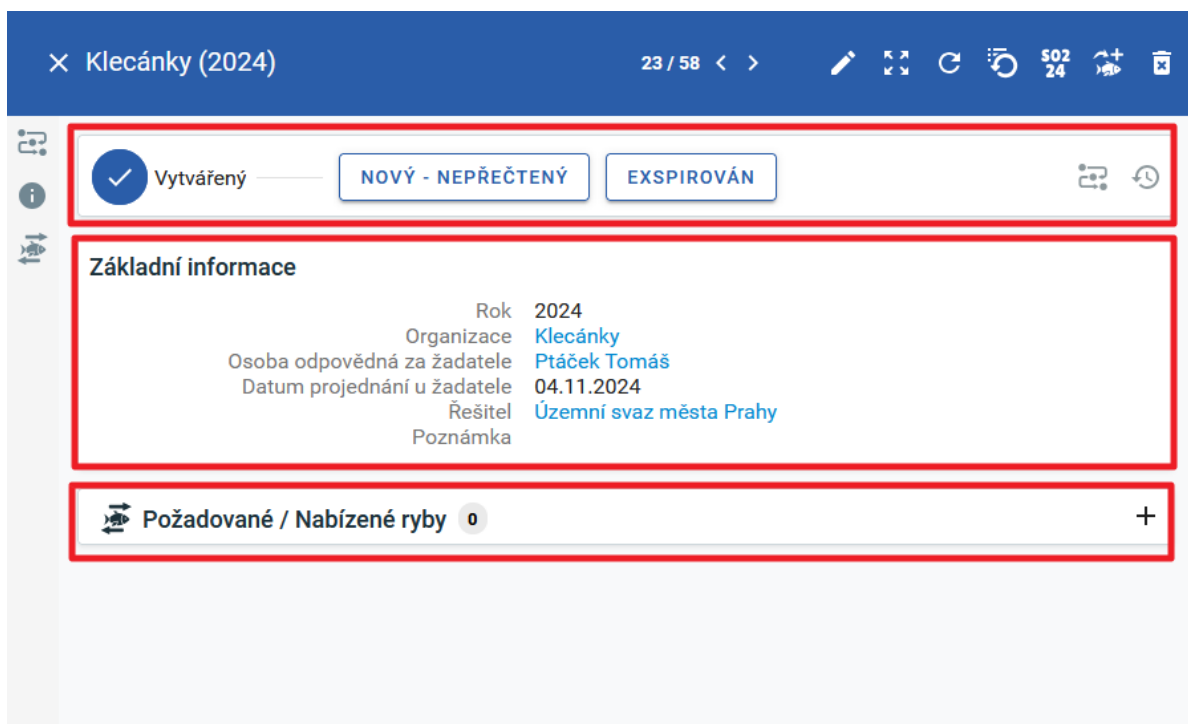 Klecánky (2024)
23 / 58
S02
24
Vytvářený
NOVÝ - NEPŘEČTENÝ
EXSPIROVÁN
Základní informace
Rok 2024
Organizace Klecánky
Osoba odpovědná za žadatele Ptáček Tomáš
Datum projednání u žadatele 04.11.2024
Řešitel Územní svaz města Prahy
Poznámka
Požadované / Nabízené ryby 0